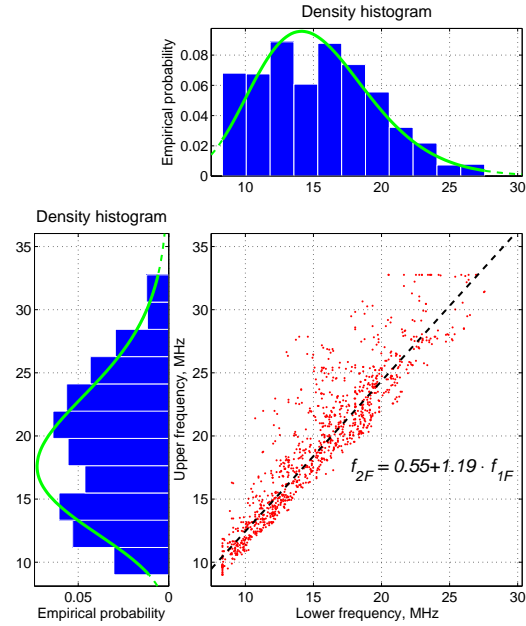 Density histogram
Empirical probability
0.08
0.06
0.04
0.02
0
10 15 20 25 30
Density histogram
35
30
25
20
15
10
0.05 0
Empirical probability
Upper frequency, MHz
35
30
25
20
15
10
f2F = 0.55+1.19 · f1F
10 15 20 25 30
Lower frequency, MHz